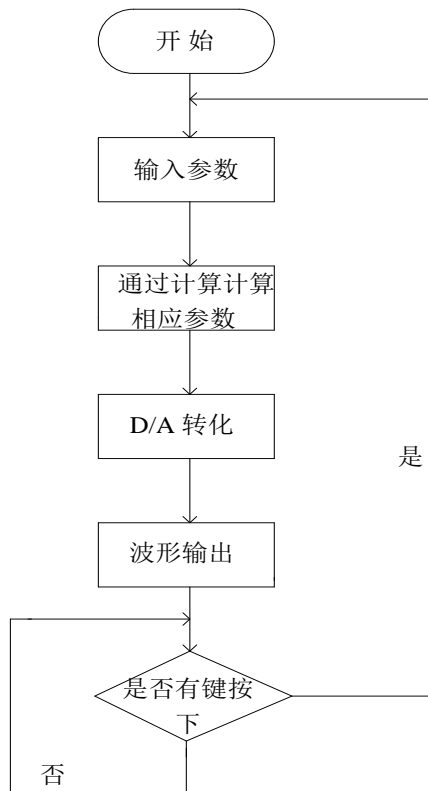 开 始
输入参数
通过计算计算
相应参数
D/A 转化
是
波形输出
是否有键按
下
否